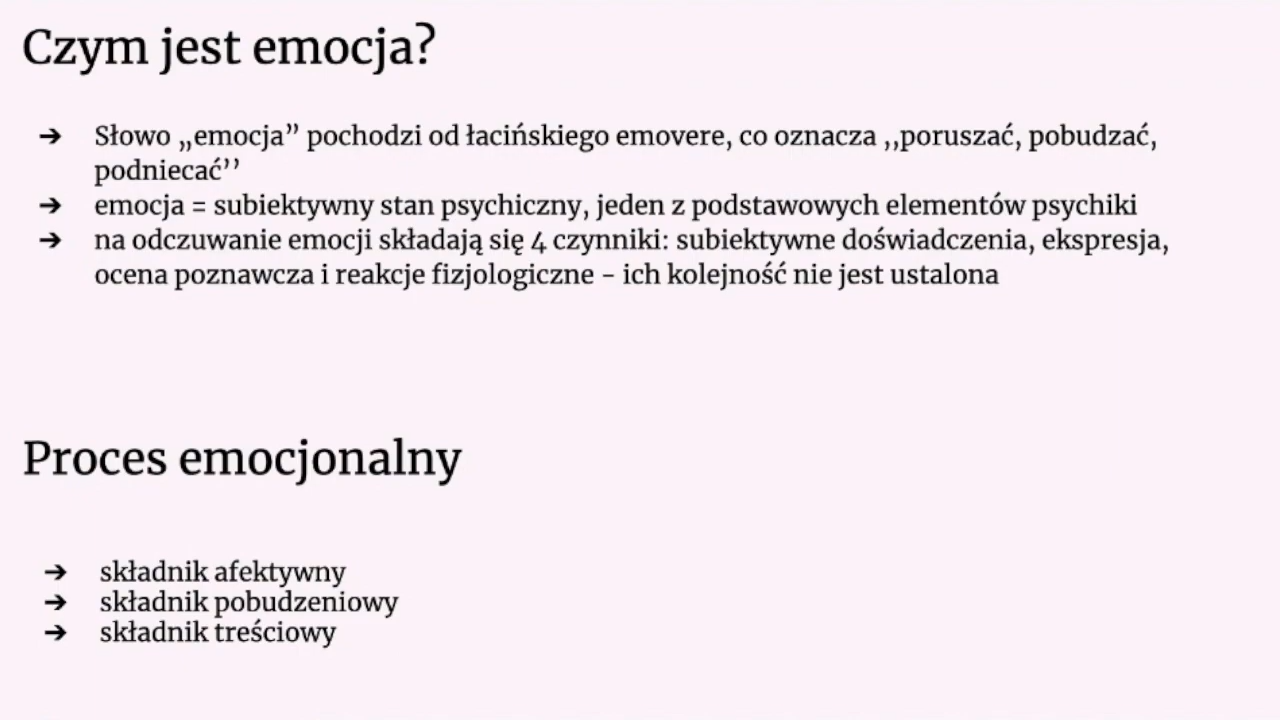 Czym jest emocja?
➔ Słowo „emocja” pochodzi od łacińskiego emovere, co oznacza ,,poruszać, pobudzać,
podniecać’’
➔ emocja = subiektywny stan psychiczny, jeden z podstawowych elementów psychiki
➔ na odczuwanie emocji składają się 4 czynniki: subiektywne doświadczenia, ekspresja,
ocena poznawcza i reakcje fizjologiczne - ich kolejność nie jest ustalona
Proces emocjonalny
➔ składnik afektywny
➔ składnik pobudzeniowy
➔ składnik treściowy